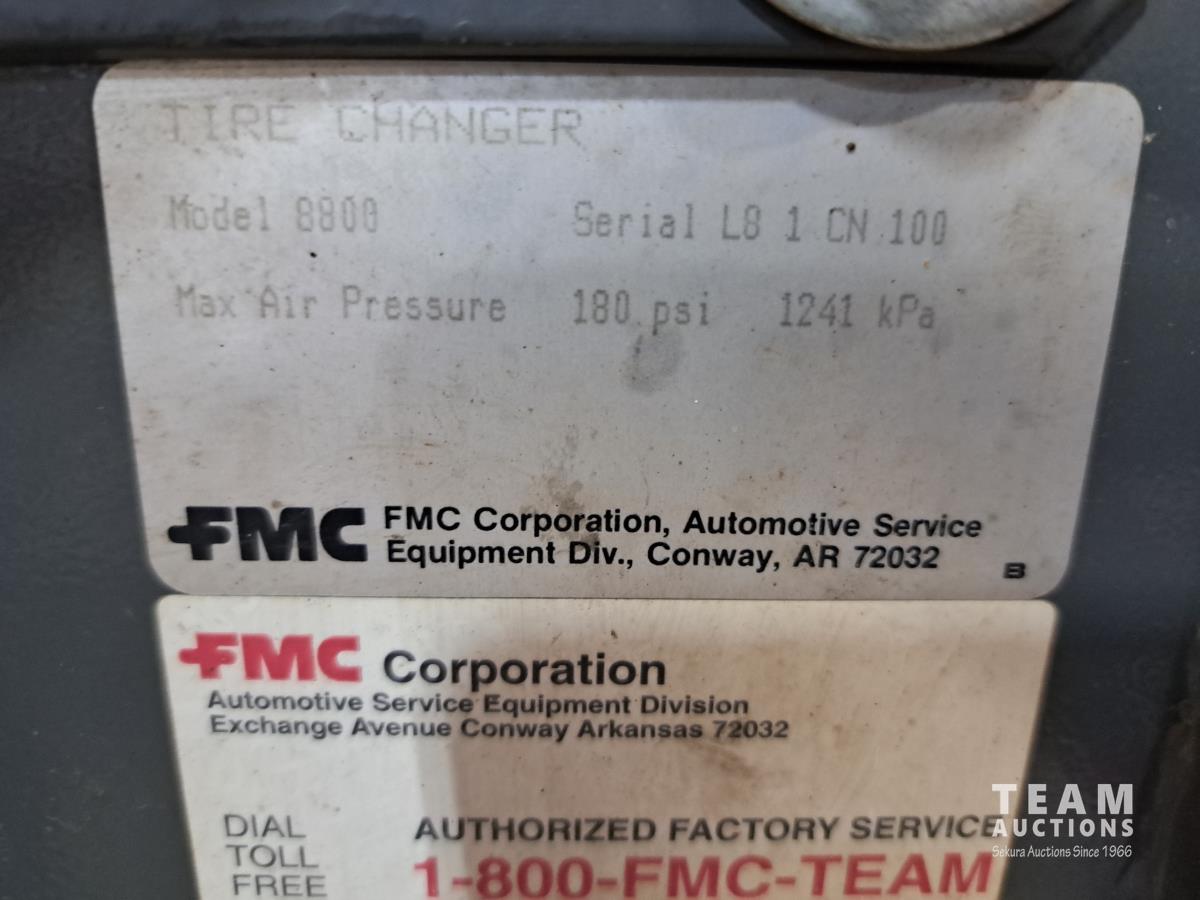 TIRE CHANGER
Model 8800 Serial L8 1 CN 100
Max Air Pressure 180 psi 1241 kPa
FMC FMC Corporation, Automotive Service
Equipment Div., Conway, AR 72032
B
FMC Corporation
Automotive Service Equipment Division
Exchange Avenue Conway Arkansas 72032
DIAL
TOLL
FREE
AUTHORIZED FACTORY SERVICE
1-800-FMC-TEAM
TEAM
AUCTIONS
Sekura Auctions Since 1966